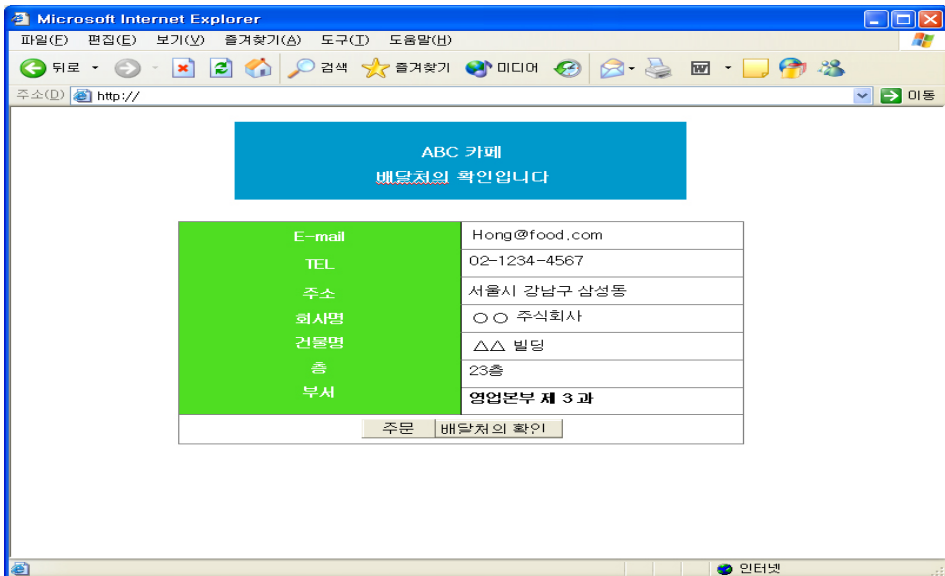 Microsoft Internet Explorer
파일(F) 편집(E) 보기(V) 즐겨찾기(A) 도구(T) 도움말(H)
뒤로 검색 즐겨찾기 미디어
주소(D) http:// 이동
ABC 카페
배달처의 확인입니다
E-mail Hong@food.com
TEL 02-1234-4567
주소 서울시 강남구 삼성동
회사명 ○○ 주식회사
건물명 △△ 빌딩
층 23층
부서 영업본부 제 3 과
주문 배달처의 확인
인터넷